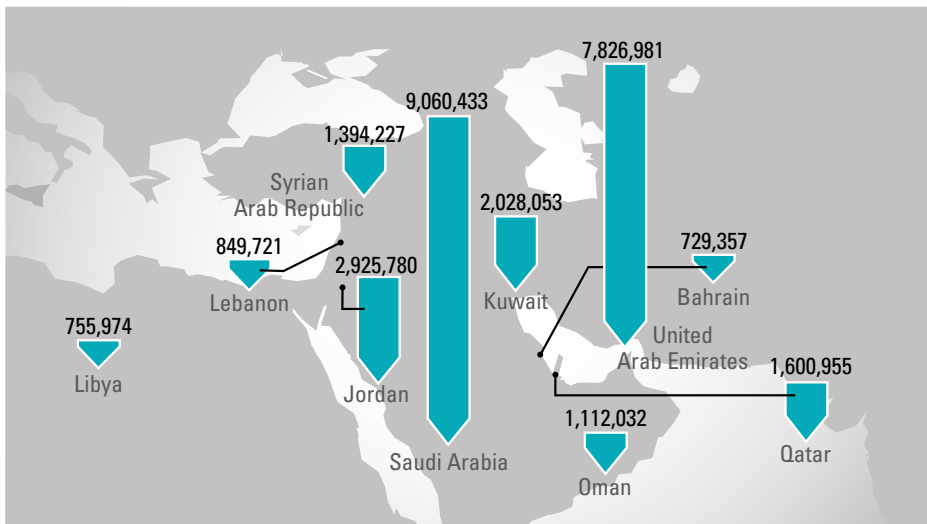 7,826,981
9,060,433
1,394,227
Syrian
Arab Republic
2,028,053
849,721
729,357
2,925,780
Lebanon
Kuwait
Bahrain
755,974
United
Arab Emirates
Libya
1,600,955
Jordan
1,112,032
Saudi Arabia
Qatar
Oman